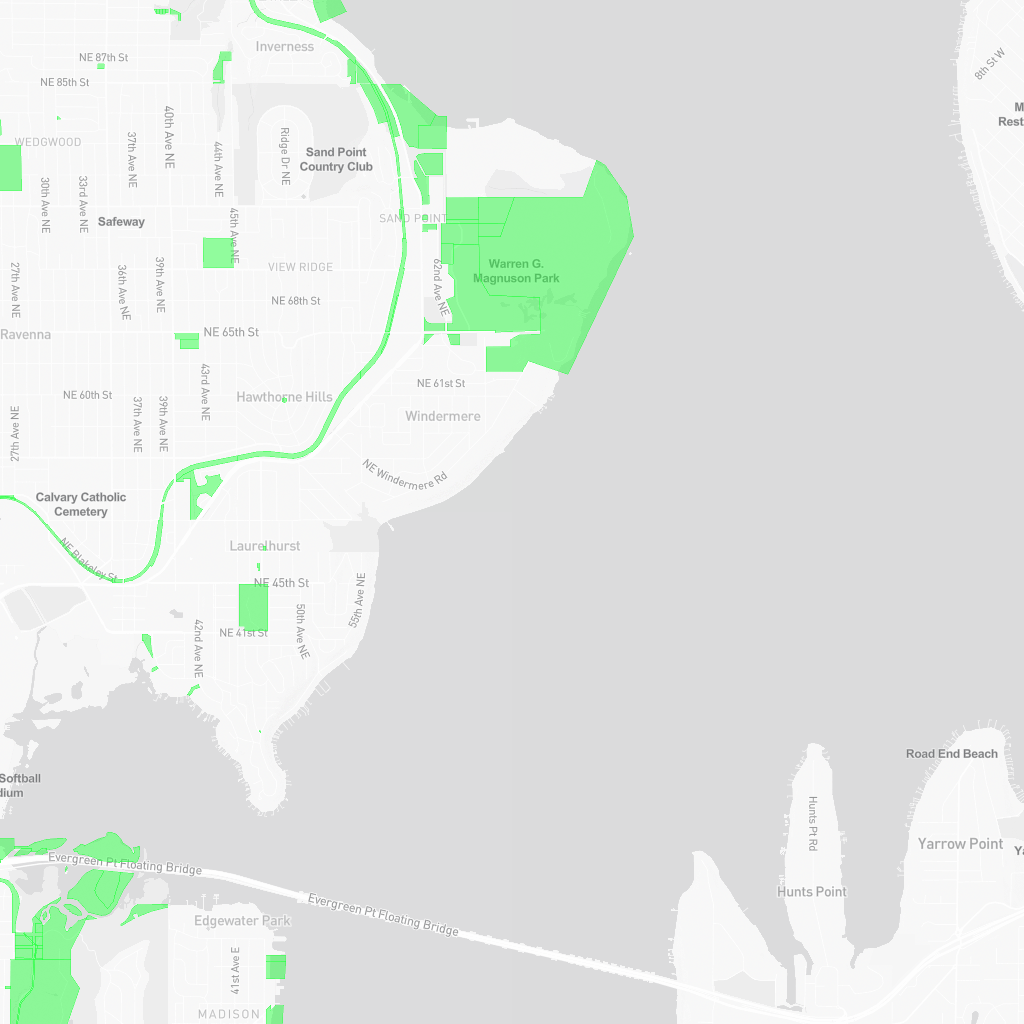 Inverness
NE 87th St
NE 85th St
8th St W
M
Rest
40th Ave NE
37th Ave NE
44th Ave NE
Ridge Dr NE
WEDGWOOD
Sand Point
Country Club
30th Ave NE
33rd Ave NE
Safeway
45th Ave NE
SAND POINT
VIEW RIDGE
Warren G.
Magnuson Park
27th Ave NE
36th Ave NE
39th Ave NE
62nd Ave NE
NE 68th St
Ravenna
NE 65th St
43rd Ave NE
NE 61st St
NE 60th St
Hawthorne Hills
Windermere
27th Ave NE
37th Ave NE
39th Ave NE
NE Windermere Rd
Calvary Catholic
Cemetery
NE Blakeley St
Laurelhurst
NE 45th St
55th Ave NE
50th Ave NE
42nd Ave NE
NE 41st St
Softball
dium
Road End Beach
Hunts Pt Rd
Yarrow Point
Ya
Evergreen Pt Floating Bridge
Hunts Point
Evergreen Pt Floating Bridge
Edgewater Park
41st Ave E
MADISON